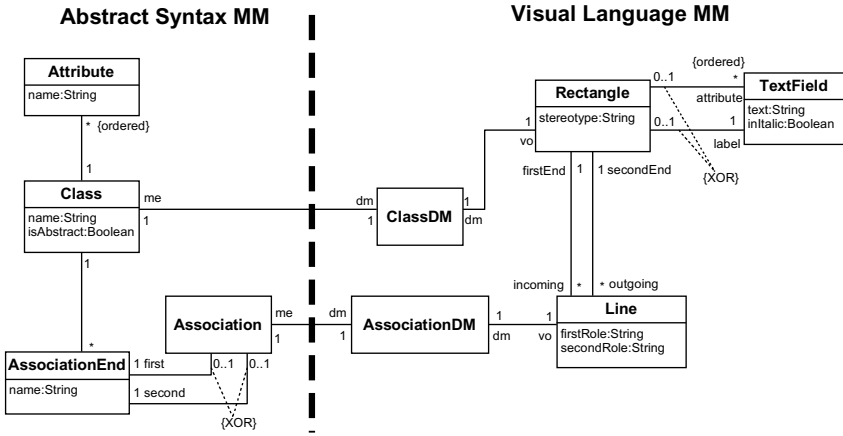 Abstract Syntax MM
Visual Language MM
Attribute
name:String
* {ordered}
1
Class
name:String
isAbstract:Boolean
me
1
1
*
AssociationEnd
name:String
1 first
1 second
0..1
0..1
{XOR}
Association
me
1
dm
1
ClassDM
1
dm
dm
1
AssociationDM
1
dm
1
vo
1
vo
Rectangle
stereotype:String
0..1
{ordered}
*
attribute
0..1
1
label
{XOR}
TextField
text:String
inItalic:Boolean
firstEnd
1
1 secondEnd
incoming
*
* outgoing
Line
firstRole:String
secondRole:String